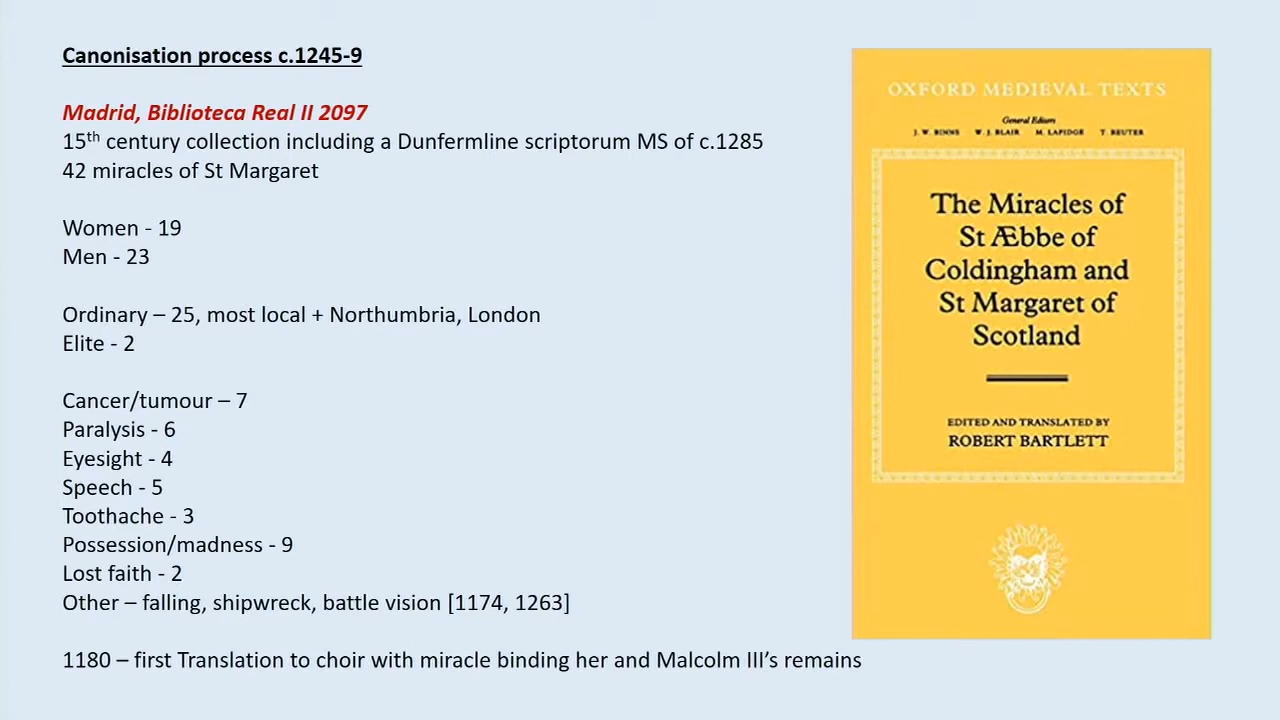 Canonisation process c.1245-9
Madrid, Biblioteca Real II 2097
15th century collection including a Dunfermline scriptorum MS of c.1285
42 miracles of St Margaret
Women - 19
Men - 23
Ordinary – 25, most local + Northumbria, London
Elite - 2
Cancer/tumour – 7
Paralysis - 6
Eyesight - 4
Speech - 5
Toothache - 3
Possession/madness - 9
Lost faith - 2
Other – falling, shipwreck, battle vision [1174, 1263]
1180 – first Translation to choir with miracle binding her and Malcolm III’s remains
OXFORD MEDIEVAL TEXTS
General Editors
J. W. BINNS W. J. BLAIR M. LAPIDGE T. REUTER
The Miracles of
St Æbbe of
Coldingham and
St Margaret of
Scotland
EDITED AND TRANSLATED BY
ROBERT BARTLETT